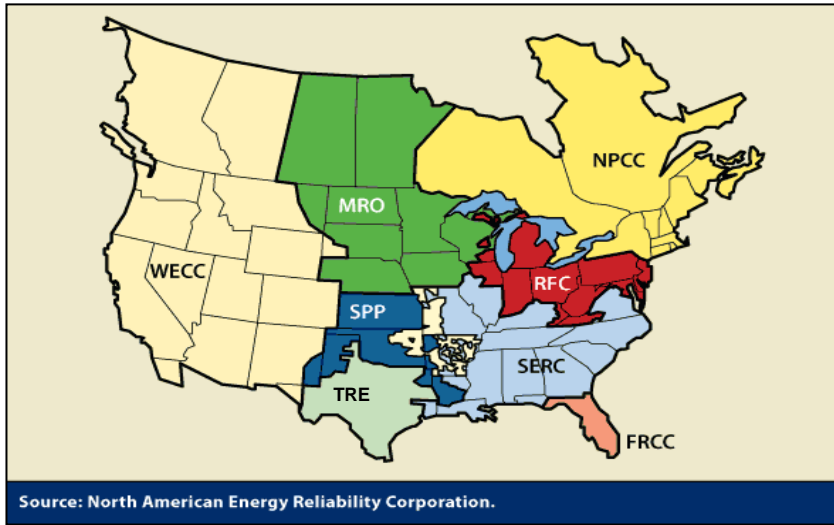 NPCC
MRO
WECC
RFC
SPP
SERC
TRE
FRCC
Source: North American Energy Reliability Corporation.